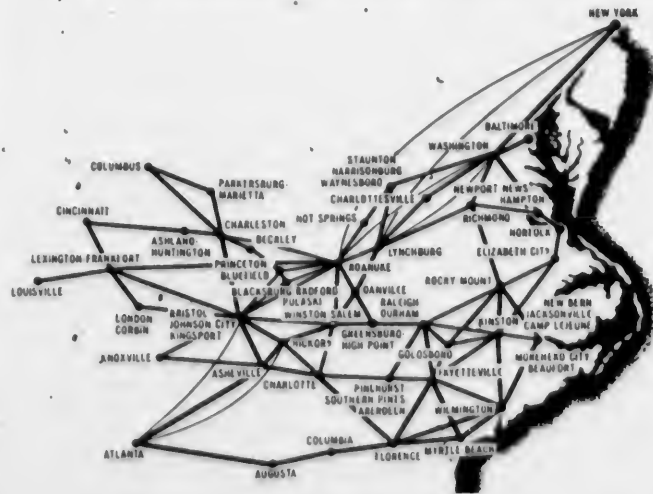 NEW YORK
BALTIMORE
WASHINGTON
STAUNTON
HARRISONBURG
WAYNESBORO
COLUMBUS
PARKERSBURG-
MARIETTA
CHARLOTTESVILLE
NEWPORT NEWS
HAMPTON
RICHMOND
NORFOLK
CINCINNATI
CHARLESTON
HOT SPRINGS
ASHLAND-
HUNTINGTON
BECKLEY
LYNCHBURG
ELIZABETH CITY
LEXINGTON-FRANKFORT
PRINCETON
BLUEFIELD
ROANOKE
ROCKY MOUNT
LOUISVILLE
BLACKSBURG RADFORD
PULASKI
DANVILLE
NEW BERN
JACKSONVILLE
CAMP LEJEUNE
LONDON
CORBIN
BRISTOL
JOHNSON CITY
KINGSPORT
WINSTON SALEM
RALEIGH
DURHAM
GREENSBORO-
HIGH POINT
KINSTON
HICKORY
GOLDSBORO
MOREHEAD CITY
BEAUFORT
KNOXVILLE
ASHEVILLE
CHARLOTTE
FAYETTEVILLE
PINEHURST
SOUTHERN PINES
ABERDEEN
WILMINGTON
COLUMBIA
ATLANTA
FLORENCE
MYRTLE BEACH
AUGUSTA